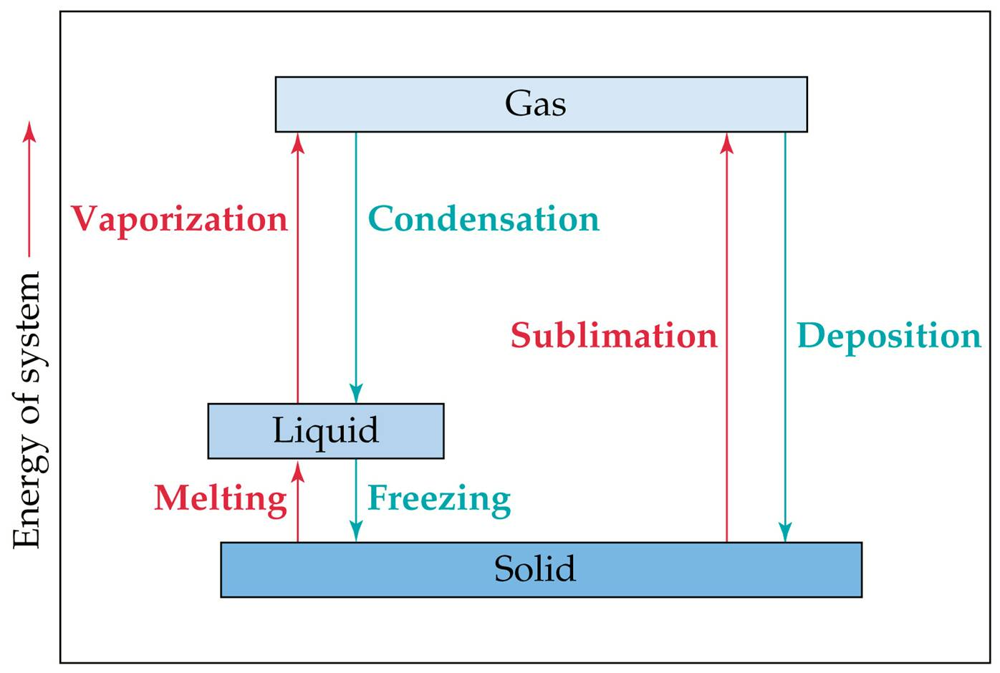 Gas
Vaporization
Condensation
Sublimation
Deposition
Liquid
Melting
Freezing
Solid
Energy of system